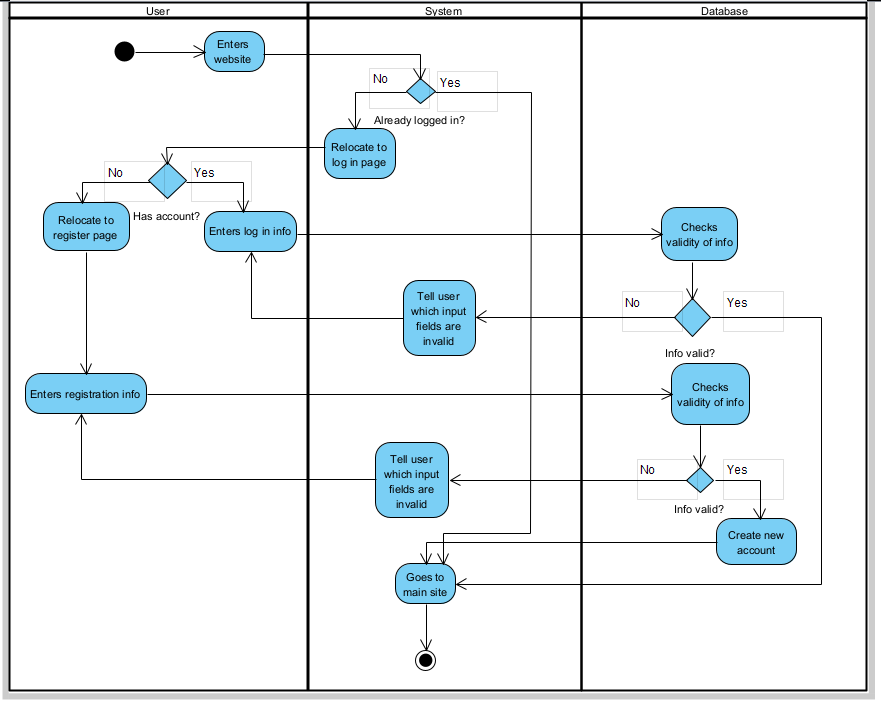 User
System
Database
Enters
website
No
Yes
Already logged in?
Relocate to
log in page
No
Yes
Has account?
Relocate to
register page
Enters log in info
Checks
validity of info
Tell user
which input
fields are
invalid
No
Yes
Info valid?
Enters registration info
Checks
validity of info
Tell user
which input
fields are
invalid
No
Yes
Info valid?
Create new
account
Goes to
main site